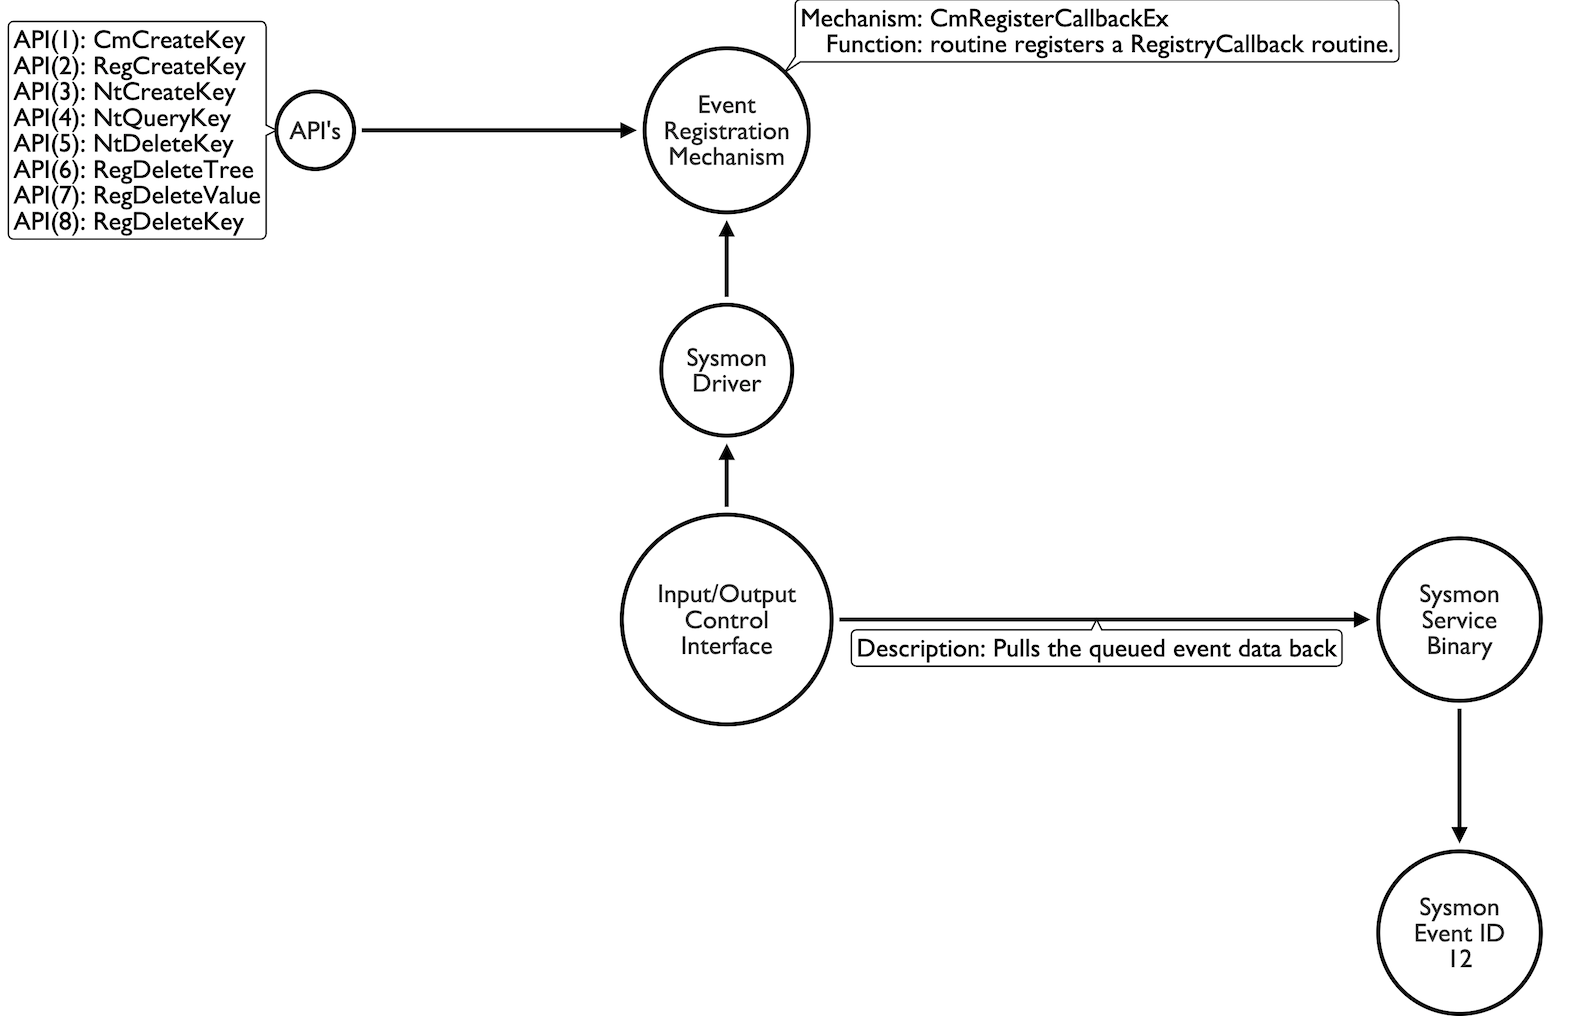 API(1): CmCreateKey
API(2): RegCreateKey
API(3): NtCreateKey
API(4): NtQueryKey
API(5): NtDeleteKey
API(6): RegDeleteTree
API(7): RegDeleteValue
API(8): RegDeleteKey
API's
Mechanism: CmRegisterCallbackEx
Function: routine registers a RegistryCallback routine.
Event
Registration
Mechanism
Sysmon
Driver
Input/Output
Control
Interface
Description: Pulls the queued event data back
Sysmon
Service
Binary
Sysmon
Event ID
12